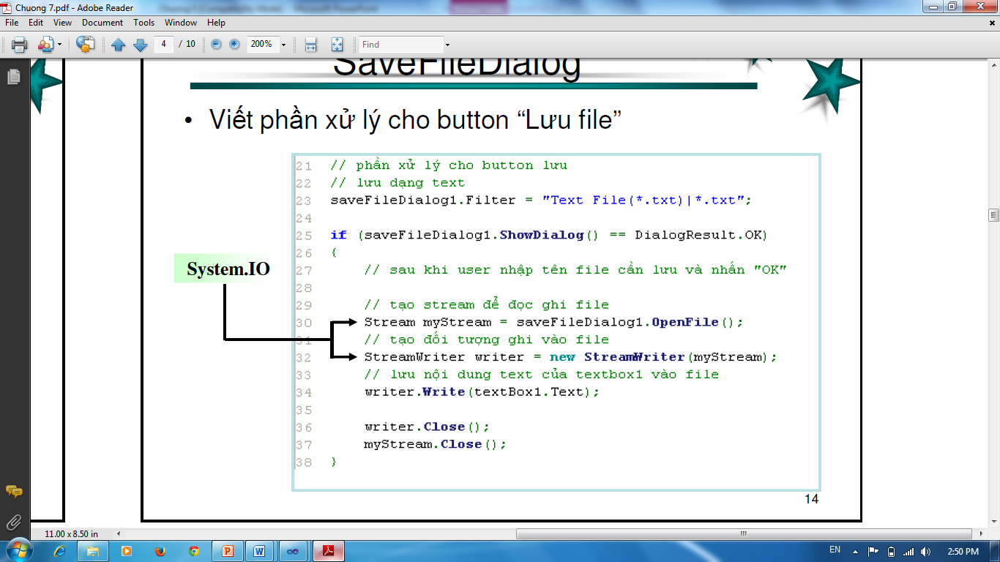 Chuong 7.pdf - Adobe Reader
File Edit View Document Tools Window Help
4 / 10 200% Find
SaveFileDialog
• Viết phần xử lý cho button “Lưu file”
21 // phần xử lý cho button lưu
22 // lưu dạng text
23 saveFileDialog1.Filter = "Text File(*.txt)|*.txt";
24
25 if (saveFileDialog1.ShowDialog() == DialogResult.OK)
26 {
System.IO
27 // sau khi user nhập tên file cần lưu và nhấn "OK"
28
29 // tạo stream để đọc ghi file
30 Stream myStream = saveFileDialog1.OpenFile();
31 // tạo đối tượng ghi vào file
32 StreamWriter writer = new StreamWriter(myStream);
33 // lưu nội dung text của textbox1 vào file
34 writer.Write(textBox1.Text);
35
36 writer.Close();
37 myStream.Close();
38 }
14
11.00 x 8.50 in
EN 2:50 PM